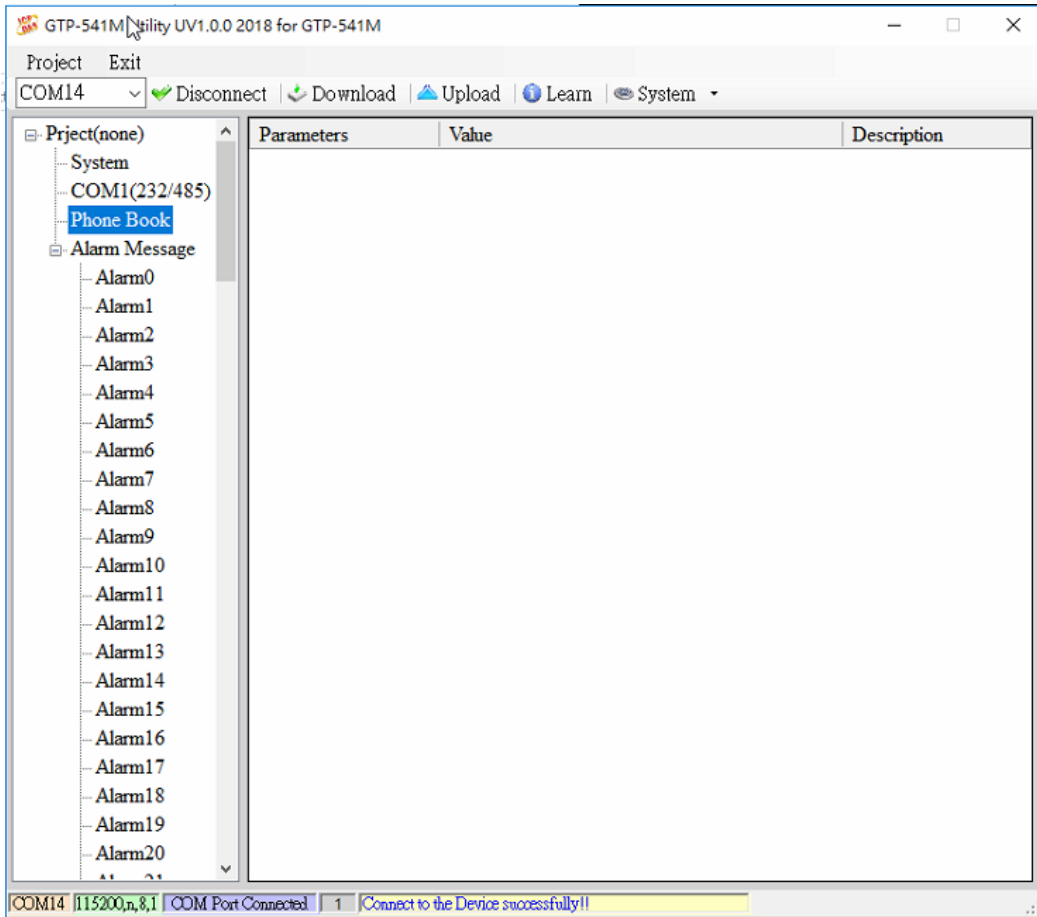 GTP-541M Utility UV1.0.0 2018 for GTP-541M
Project Exit
COM14 Disconnect Download Upload Learn System
Prject(none)
Parameters Value Description
System
COM1(232/485)
Phone Book
Alarm Message
Alarm0
Alarm1
Alarm2
Alarm3
Alarm4
Alarm5
Alarm6
Alarm7
Alarm8
Alarm9
Alarm10
Alarm11
Alarm12
Alarm13
Alarm14
Alarm15
Alarm16
Alarm17
Alarm18
Alarm19
Alarm20
COM14 115200,n,8,1 COM Port Connected 1 Connect to the Device successfully!!